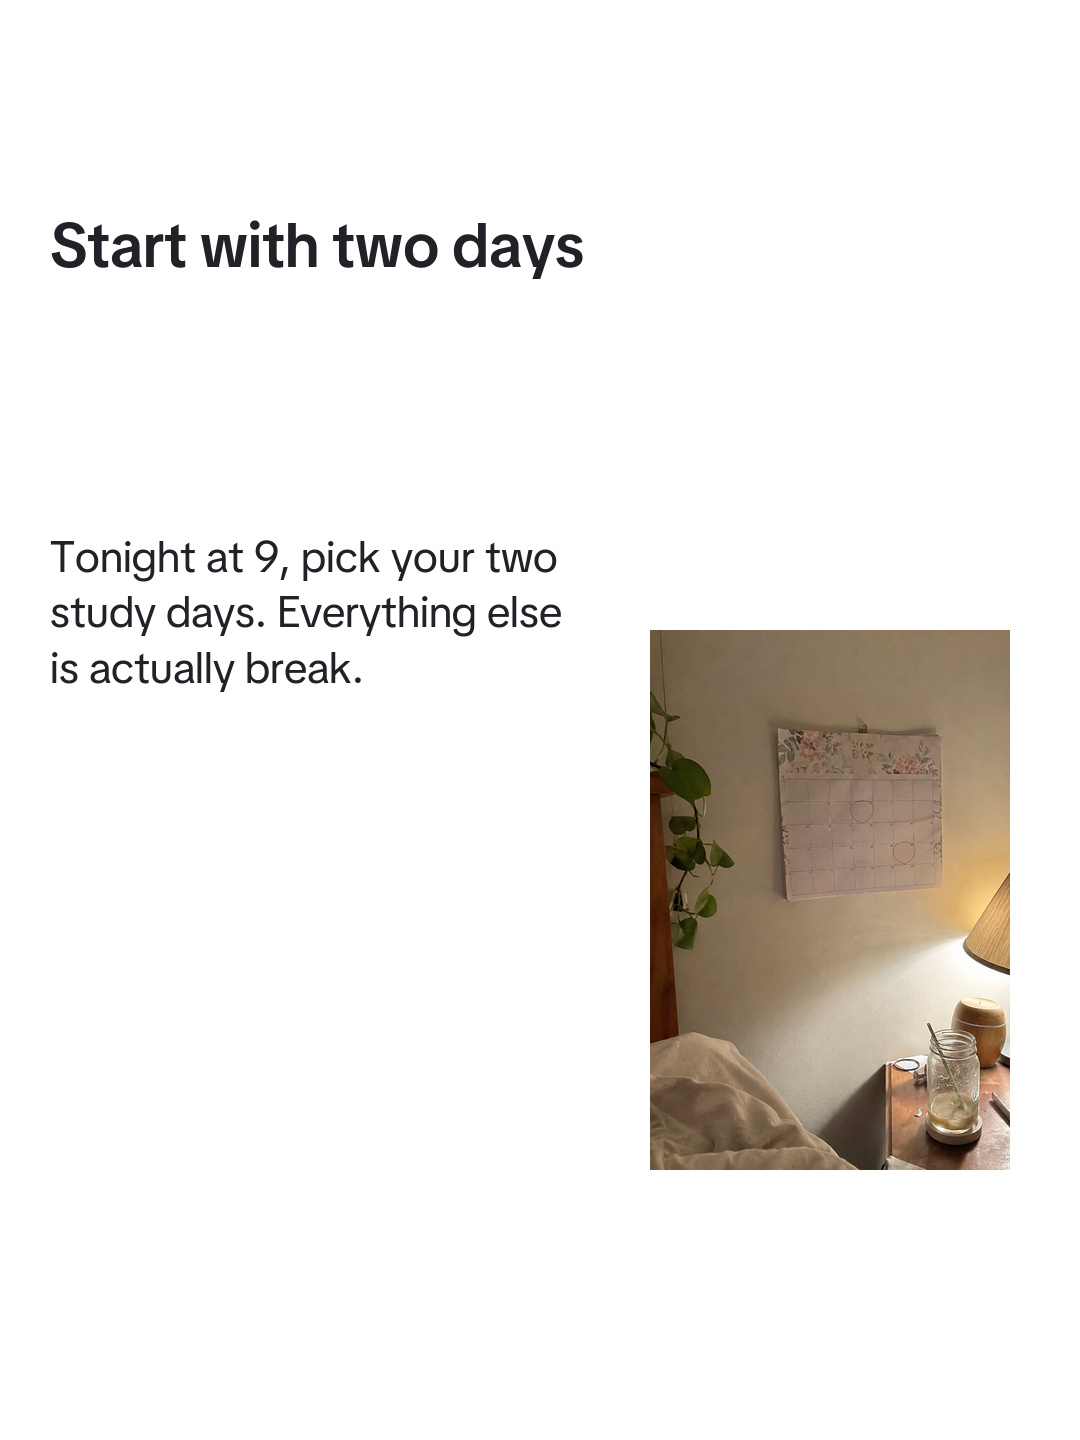 Start with two days
Tonight at 9, pick your two
study days. Everything else
is actually break.